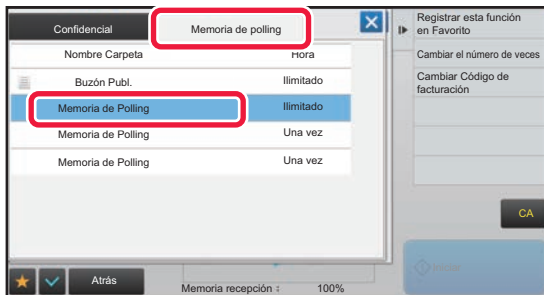 Confidencial
Memoria de polling
Nombre Carpeta
Hora
Buzón Publ.
Ilimitado
Memoria de Polling
Ilimitado
Memoria de Polling
Una vez
Memoria de Polling
Una vez
Atrás
Memoria recepción :
100%
Registrar esta función
en Favorito
Cambiar el número de veces
Cambiar Código de
facturación
CA